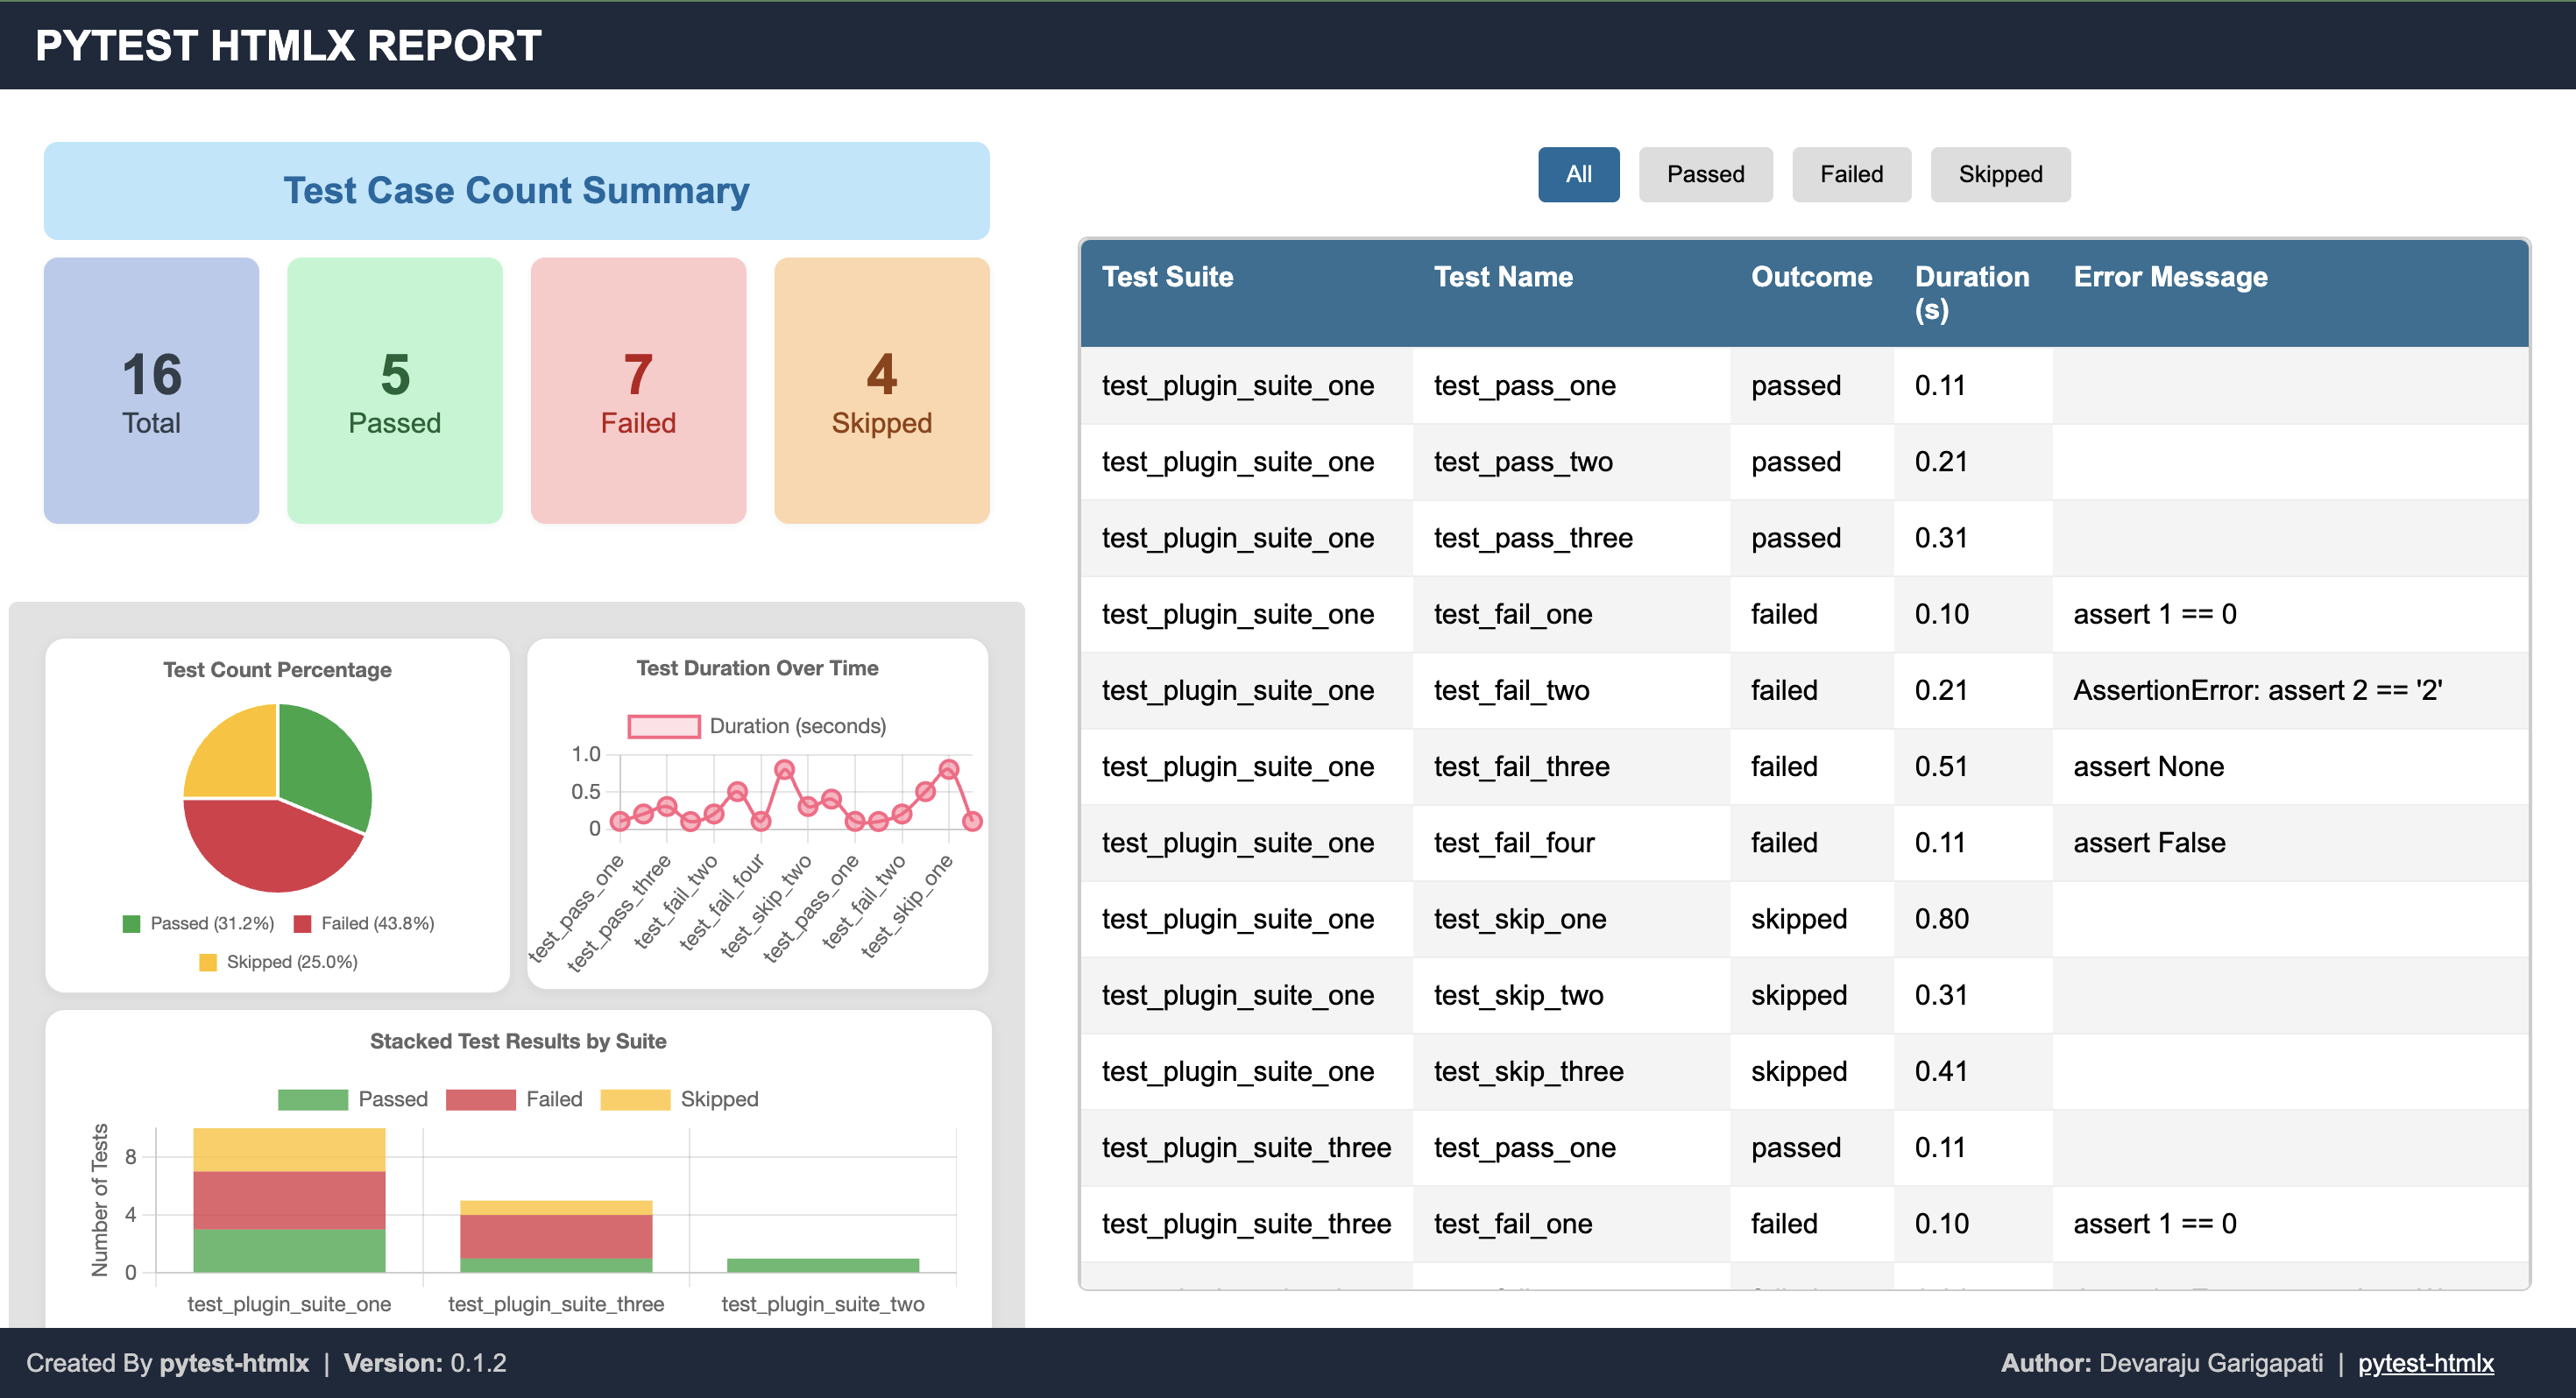 PYTEST HTMLX REPORT
Test Case Count Summary
16
Total
5
Passed
7
Failed
4
Skipped
Test Count Percentage
Passed (31.2%) Failed (43.8%)
Skipped (25.0%)
Test Duration Over Time
Duration (seconds)
1.0
0.5
0
test_pass_one
test_pass_three
test_fail_two
test_fail_four
test_skip_two
test_pass_one
test_fail_two
test_skip_one
Stacked Test Results by Suite
Passed Failed Skipped
Number of Tests
8
4
0
test_plugin_suite_one test_plugin_suite_three test_plugin_suite_two
All Passed Failed Skipped
Test Suite Test Name Outcome Duration (s) Error Message
test_plugin_suite_one test_pass_one passed 0.11
test_plugin_suite_one test_pass_two passed 0.21
test_plugin_suite_one test_pass_three passed 0.31
test_plugin_suite_one test_fail_one failed 0.10 assert 1 == 0
test_plugin_suite_one test_fail_two failed 0.21 AssertionError: assert 2 == '2'
test_plugin_suite_one test_fail_three failed 0.51 assert None
test_plugin_suite_one test_fail_four failed 0.11 assert False
test_plugin_suite_one test_skip_one skipped 0.80
test_plugin_suite_one test_skip_two skipped 0.31
test_plugin_suite_one test_skip_three skipped 0.41
test_plugin_suite_three test_pass_one passed 0.11
test_plugin_suite_three test_fail_one failed 0.10 assert 1 == 0
Created By pytest-htmlx | Version: 0.1.2
Author: Devaraju Garigapati | pytest-htmlx